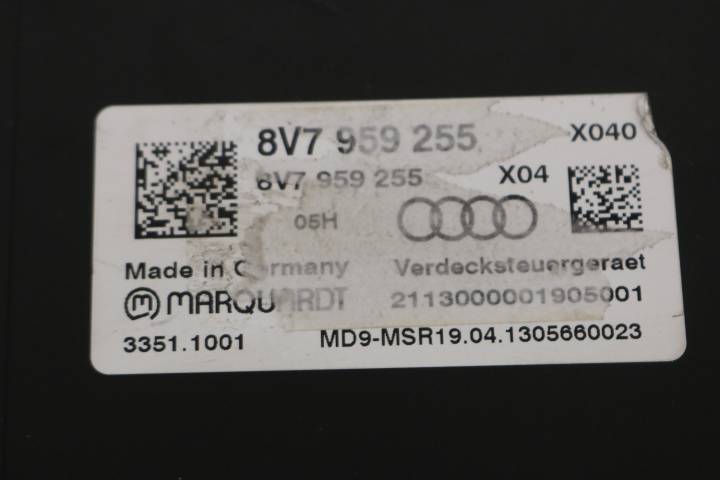 8V7 959 255 X040
8V7 959 255 X04
05H
Made in Germany Verdecksteuergeraet
MARQUARDT 2113000001905001
3351.1001 MD9-MSR19.04.1305660023